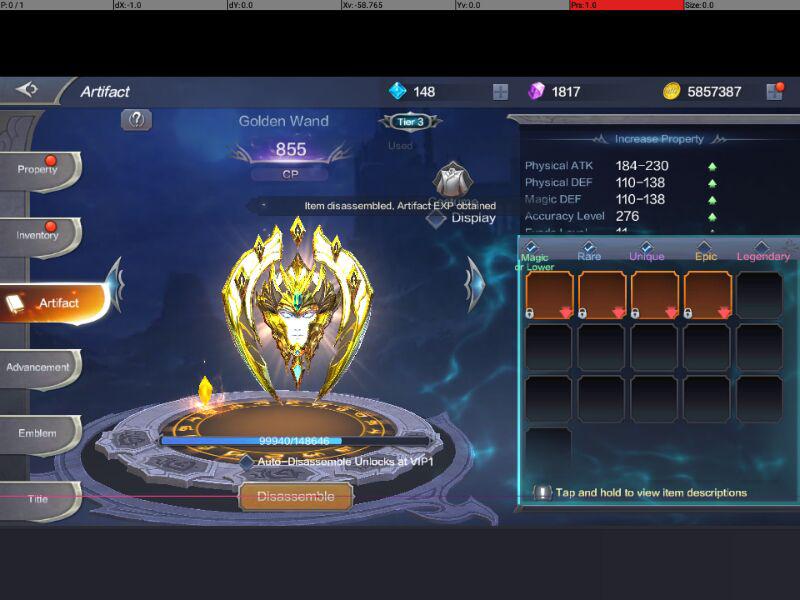 P: 0 / 1 dX: -1.0 dY: 0.0 Xv: -58.765 Yv: 0.0 Prs: 1.0 Size: 0.0
Artifact 148 1817 5857387
Golden Wand
Tier 3
Used
855
CP
Increase Property
Physical ATK 184-230
Physical DEF 110-138
Magic DEF 110-138
Accuracy Level 276
Item disassembled, Artifact EXP obtained
Display
Property
Inventory
Artifact
Advancement
Emblem
Title
Magic or Lower
Rare
Unique
Epic
Legendary
99940/148646
Auto-Disassemble Unlocks at VIP1
Disassemble
Tap and hold to view item descriptions